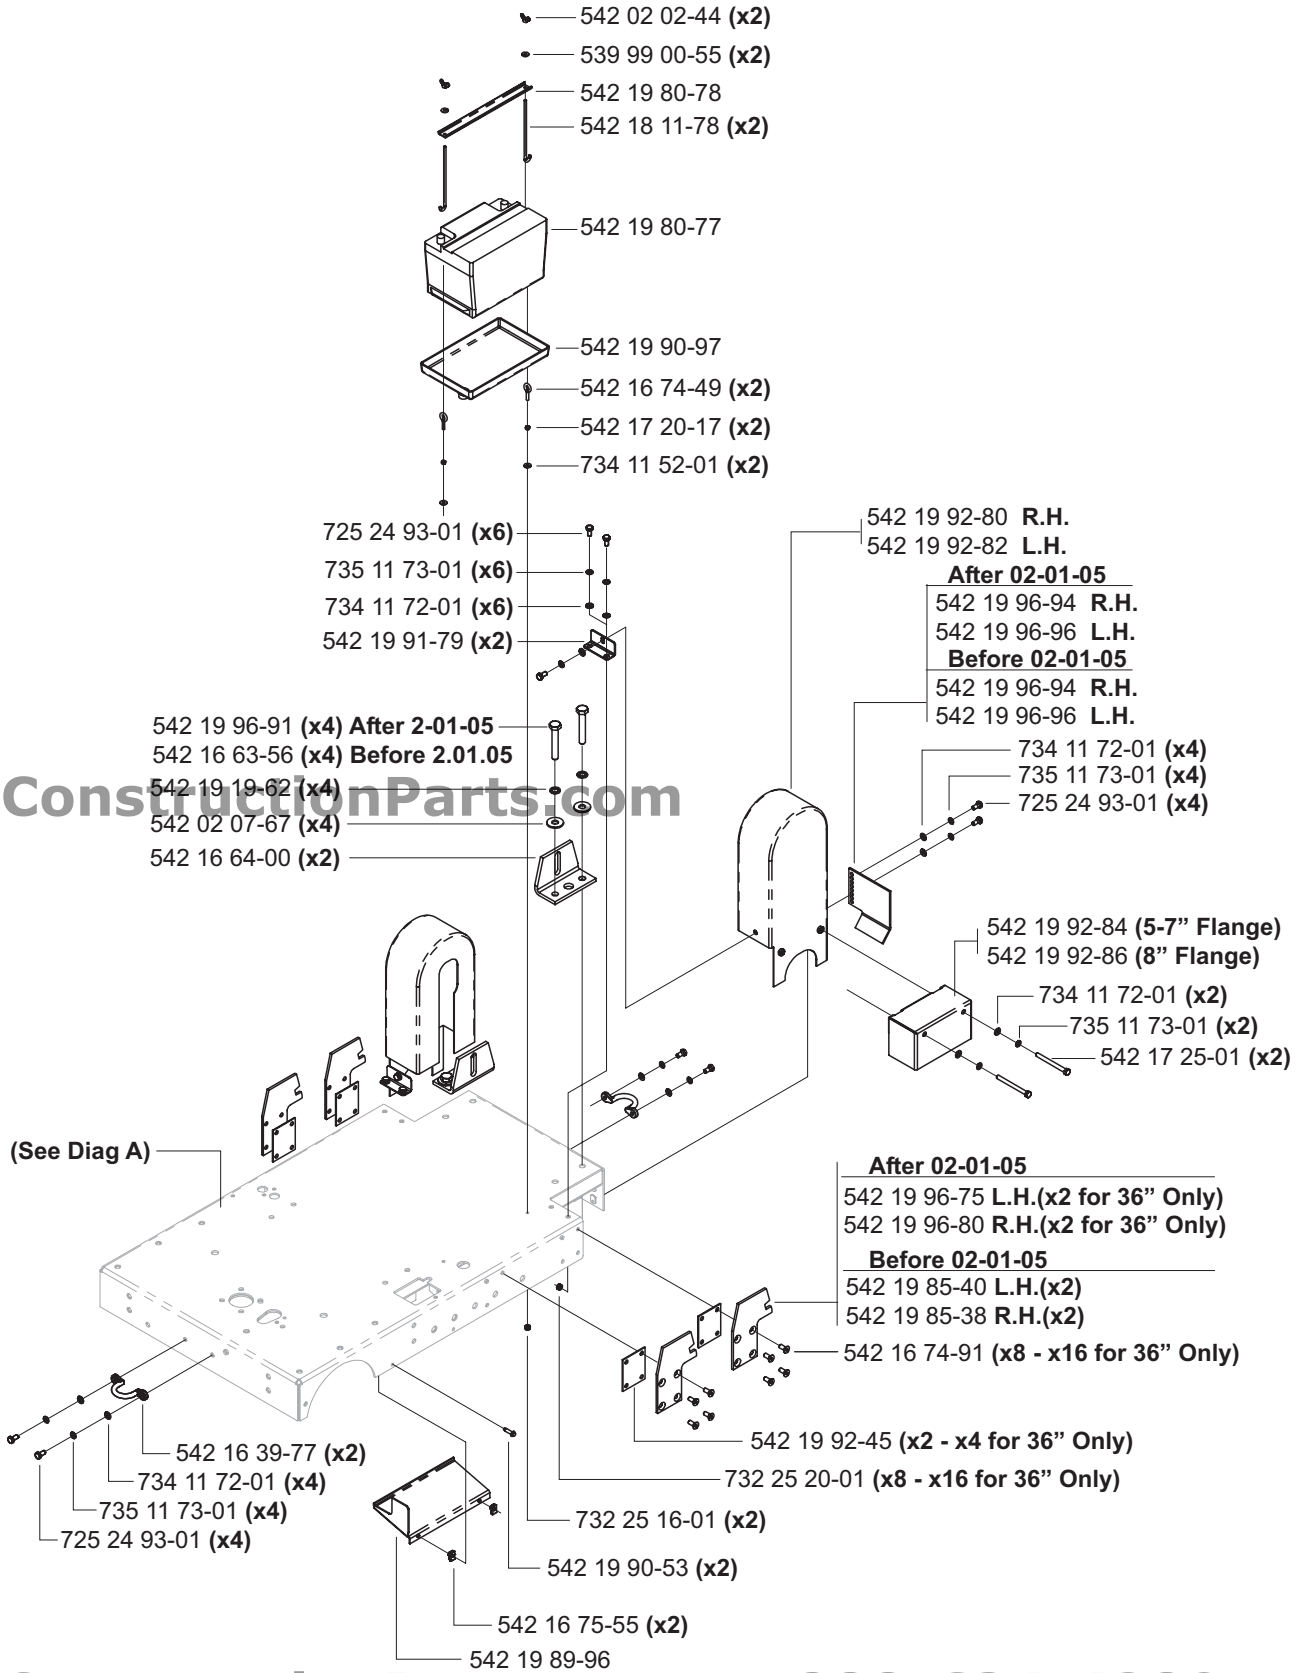 542 02 02-44 (x2)
539 99 00-55 (x2)
542 19 80-78
542 18 11-78 (x2)
542 19 80-77
542 19 90-97
542 16 74-49 (x2)
542 17 20-17 (x2)
734 11 52-01 (x2)
725 24 93-01 (x6)
735 11 73-01 (x6)
734 11 72-01 (x6)
542 19 91-79 (x2)
542 19 92-80 R.H.
542 19 92-82 L.H.
After 02-01-05
542 19 96-94 R.H.
542 19 96-96 L.H.
Before 02-01-05
542 19 96-94 R.H.
542 19 96-96 L.H.
734 11 72-01 (x4)
735 11 73-01 (x4)
725 24 93-01 (x4)
542 19 96-91 (x4) After 2-01-05
542 16 63-56 (x4) Before 2.01.05
542 19 19-62 (x4)
ConstructionParts.com
542 02 07-67 (x4)
542 16 64-00 (x2)
542 19 92-84 (5-7” Flange)
542 19 92-86 (8” Flange)
734 11 72-01 (x2)
735 11 73-01 (x2)
542 17 25-01 (x2)
(See Diag A)
After 02-01-05
542 19 96-75 L.H.(x2 for 36” Only)
542 19 96-80 R.H.(x2 for 36” Only)
Before 02-01-05
542 19 85-40 L.H.(x2)
542 19 85-38 R.H.(x2)
542 16 74-91 (x8 - x16 for 36” Only)
542 19 92-45 (x2 - x4 for 36” Only)
732 25 20-01 (x8 - x16 for 36” Only)
542 16 39-77 (x2)
734 11 72-01 (x4)
735 11 73-01 (x4)
725 24 93-01 (x4)
732 25 16-01 (x2)
542 19 90-53 (x2)
542 16 75-55 (x2)
542 19 89-96